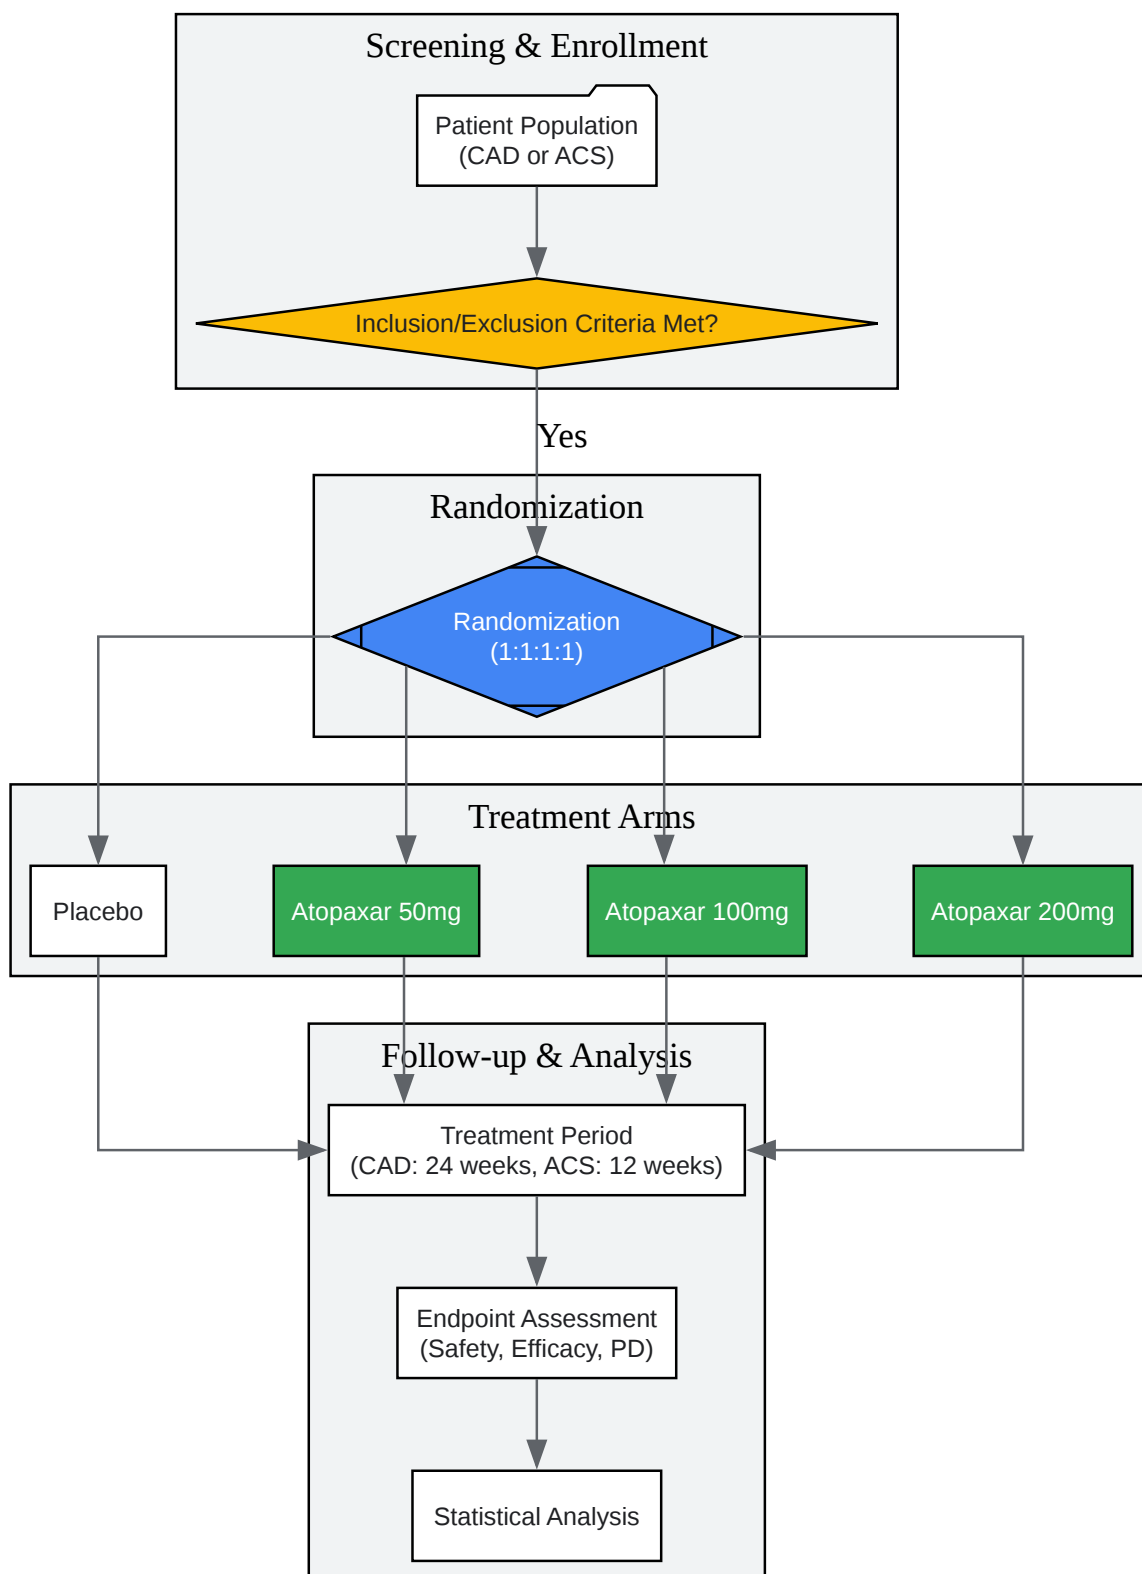 Screening & Enrollment
Patient Population
(CAD or ACS)
Inclusion/Exclusion Criteria Met?
Yes
Randomization
Randomization
(1:1:1:1)
Treatment Arms
Placebo
Atopaxar 50mg
Atopaxar 100mg
Atopaxar 200mg
Follow-up & Analysis
Treatment Period
(CAD: 24 weeks, ACS: 12 weeks)
Endpoint Assessment
(Safety, Efficacy, PD)
Statistical Analysis